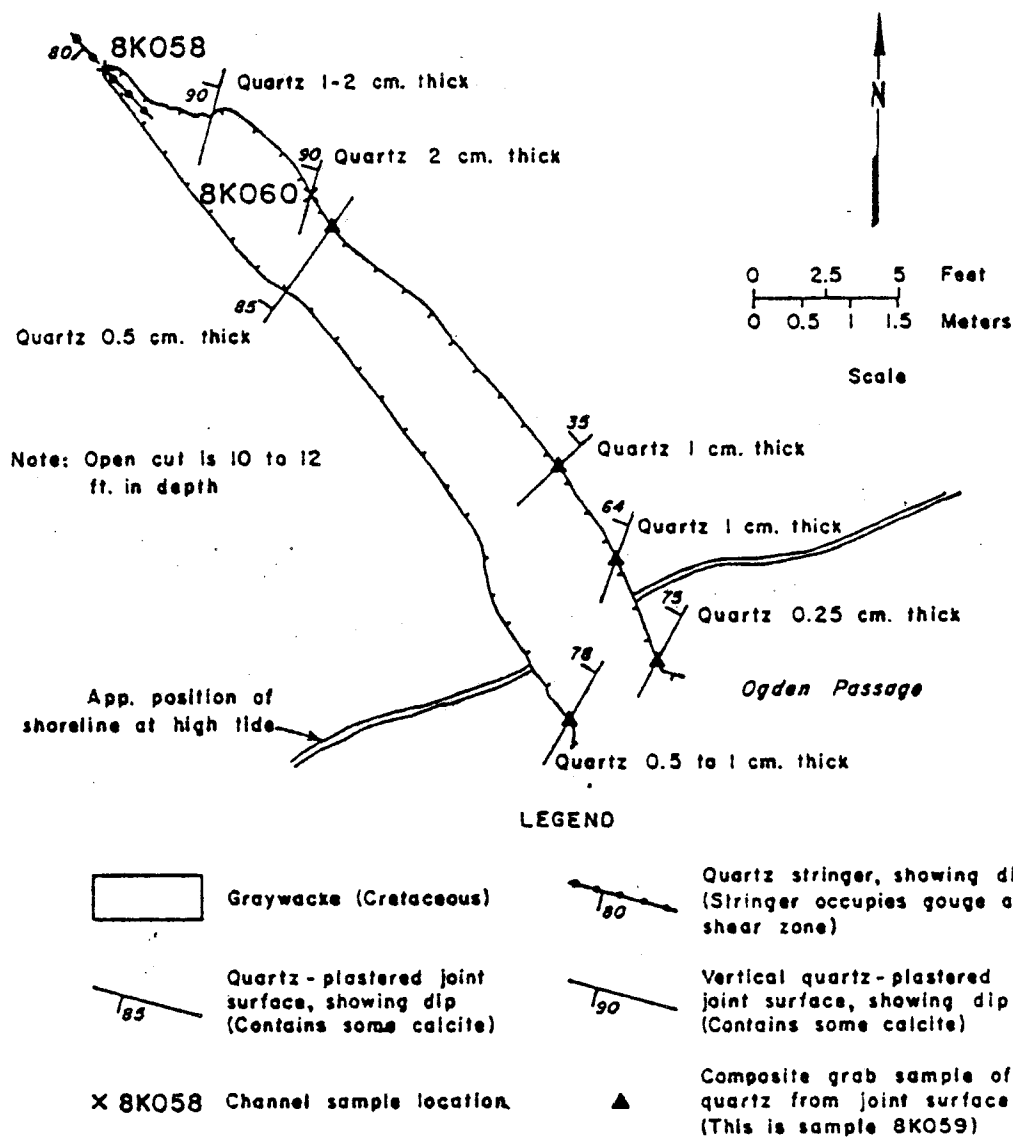 80
8K058
90
Quartz 1-2 cm. thick
N
90
Quartz 2 cm. thick
8K060
0 2.5 5 Feet
0 0.5 1 1.5 Meters
Scale
85
Quartz 0.5 cm. thick
35
Quartz 1 cm. thick
Note: Open cut is 10 to 12
ft. in depth
64
Quartz 1 cm. thick
75
Quartz 0.25 cm. thick
78
Ogden Passage
App. position of
shoreline at high tide
Quartz 0.5 to 1 cm. thick
LEGEND
Graywacke (Cretaceous)
80
Quartz stringer, showing di
(Stringer occupies gouge a
shear zone)
85
Quartz-plastered joint
surface, showing dip
(Contains some calcite)
90
Vertical quartz-plastered
joint surface, showing dip
(Contains some calcite)
X 8K058 Channel sample location
Composite grab sample of
quartz from joint surface
(This is sample 8K059)